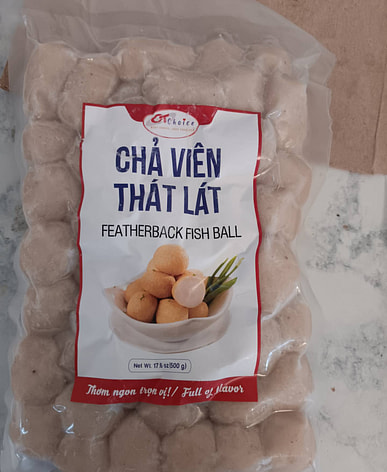 Choice
CHẢ VIÊN
THÁT LÁT
FEATHERBACK FISH BALL
Net Wt. 17.6 oz (500 g)
Thơm ngon trọn vị!/ Full of flavor